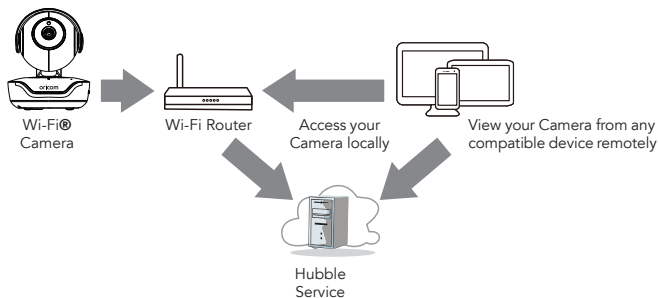 oricom
Wi-Fi®
Camera
Wi-Fi Router
Access your
Camera locally
View your Camera from any
compatible device remotely
Hubble
Service